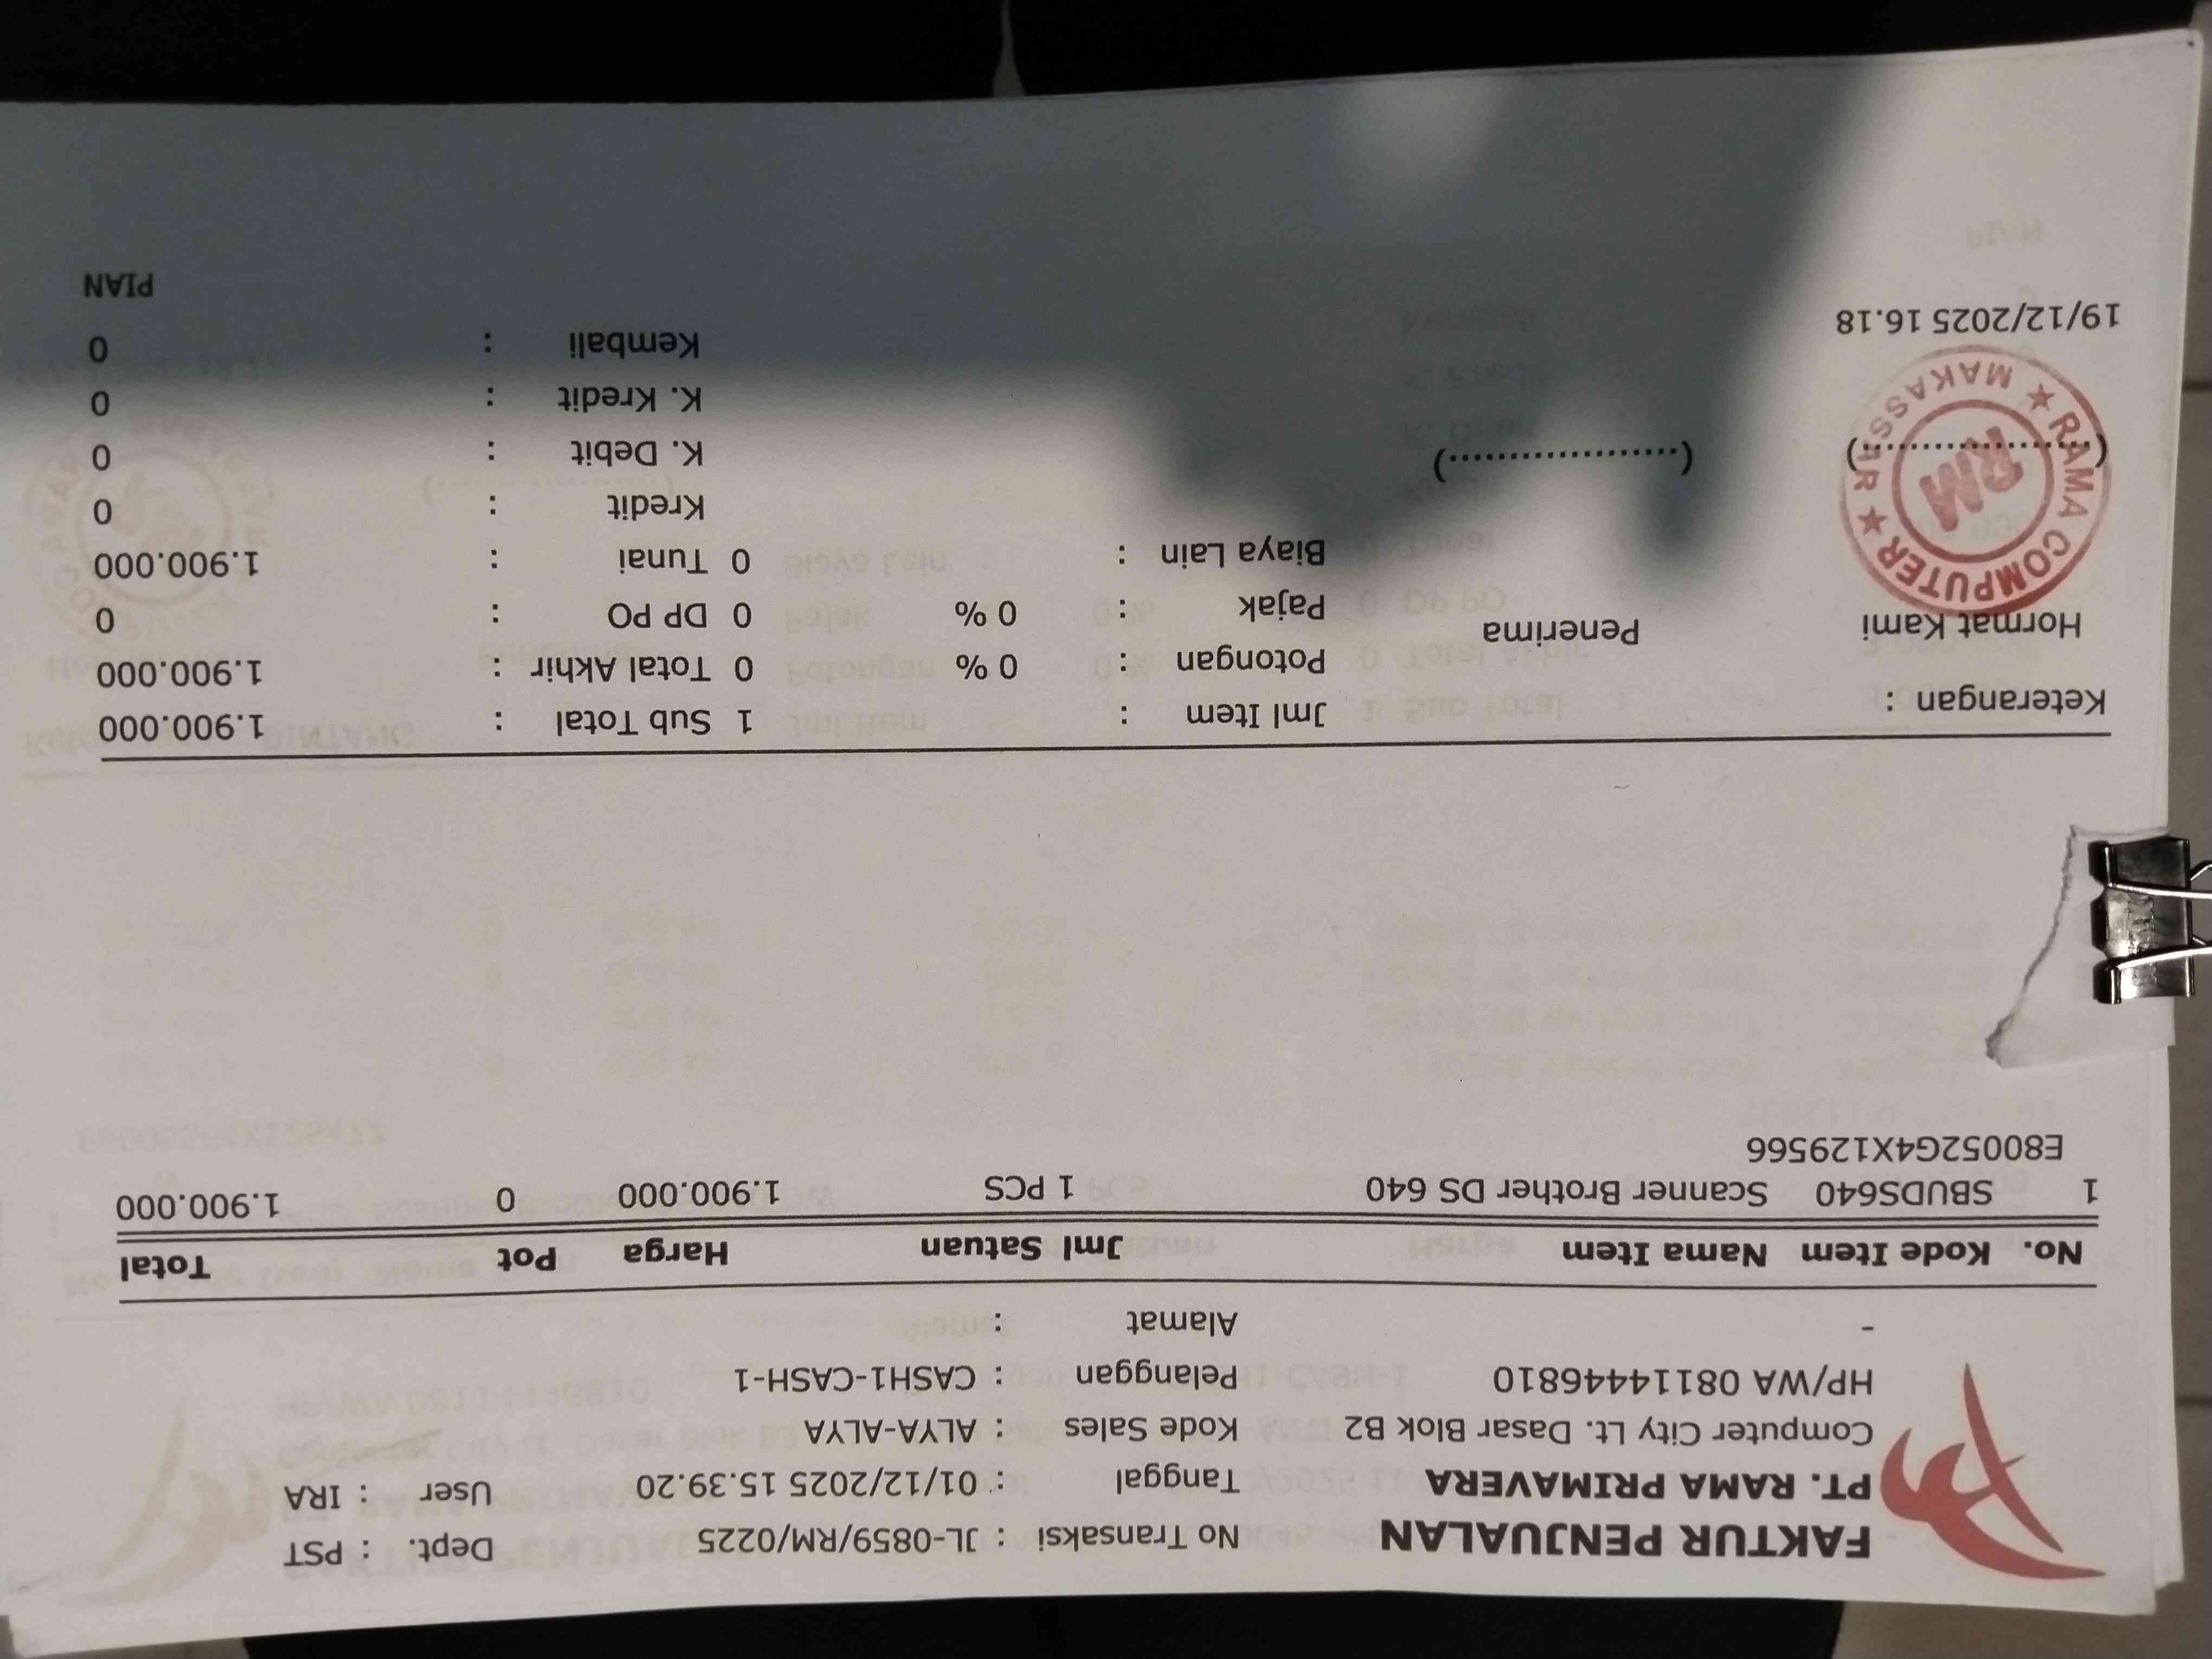 FAKTUR PENJUALAN
PT. RAMA PRIMAVERA
Computer City Lt. Dasar Blok B2
HP/WA 08114446810
-
No Transaksi : JL-0859/RM/0225
Tanggal : 01/12/2025 15.39.20
Kode Sales : ALYA-ALYA
Pelanggan : CASH1-CASH-1
Alamat :
Dept. : PST
User : IRA
No. Kode Item Nama Item Jml Satuan Harga Pot Total
1 SBUDS640 Scanner Brother DS 640 1 PCS 1.900.000 0 1.900.000
E80052G4X129566
Keterangan :
Hormat Kami
Penerima
(.....................)
(.....................)
RAMA COMPUTER ★ MAKASSAR ★
RM
19/12/2025 16.18
Jml Item : 1
Potongan : 0 % 0
Pajak : 0 % 0
Biaya Lain : 0
Sub Total : 1.900.000
Total Akhir : 1.900.000
DP PO : 0
Tunai : 1.900.000
Kredit : 0
K. Debit : 0
K. Kredit : 0
Kembali : 0
PIAN